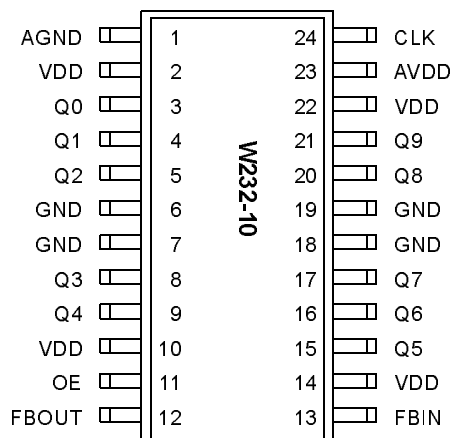 AGND 1 24 CLK
VDD 2 23 AVDD
Q0 3 22 VDD
Q1 4 21 Q9
Q2 5 20 Q8
GND 6 19 GND
GND 7 18 GND
Q3 8 17 Q7
Q4 9 16 Q6
VDD 10 15 Q5
OE 11 14 VDD
FBOUT 12 13 FBIN
W232-10